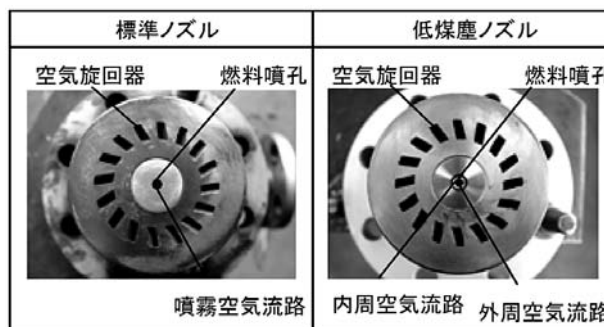 標準ノズル
低煤塵ノズル
空気旋回器
燃料噴孔
空気旋回器
燃料噴孔
噴霧空気流路
内周空気流路
外周空気流路